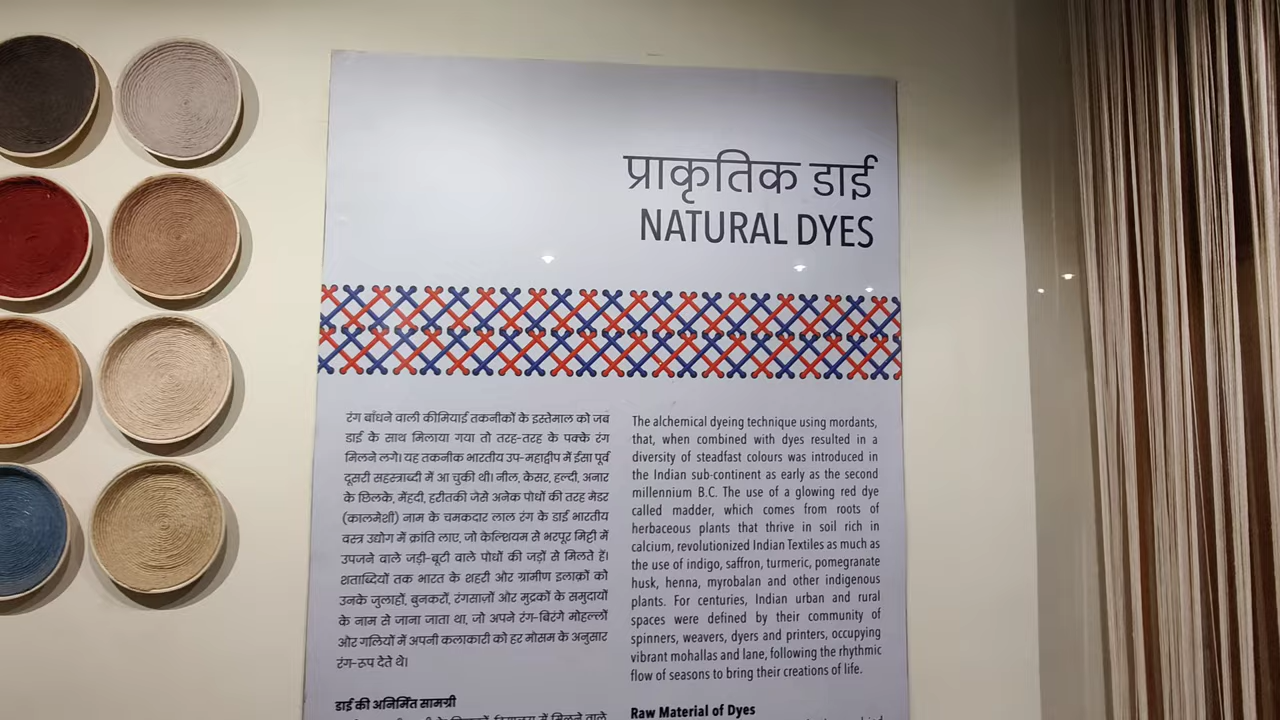 प्राकृतिक डाई
NATURAL DYES
रंग बाँधने वाली कीमियाई तकनीकों के इस्तेमाल को जब
डाई के साथ मिलाया गया तो तरह-तरह के पक्के रंग
मिलने लगे। यह तकनीक भारतीय उप-महाद्वीप में ईसा पूर्व
दूसरी सहस्त्राब्दी में आ चुकी थी। नील, केसर, हल्दी, अनार
के छिलके, मेंहदी, हरीतकी जैसे अनेक पोधों की तरह मेडर
(कालमेशी) नाम के चमकदार लाल रंग के डाई भारतीय
वस्त्र उद्योग में क्रांति लाए, जो केल्शियम से भरपूर मिट्टी में
उपजने वाले जड़ी-बूटी वाले पोधों की जड़ों से मिलते हैं।
शताब्दियों तक भारत के शहरी ओर ग्रामीण इलाक़ों को
उनके जुलाहों, बुनकरों, रंगसाज़ों ओर मुद्रकों के समुदायों
के नाम से जाना जाता था, जो अपने रंग-बिरंगे मोहल्लों
ओर गलियों में अपनी कलाकारी को हर मोसम के अनुसार
रंग-रूप देते थे।
डाई की अनिर्मित सामग्री
The alchemical dyeing technique using mordants,
that, when combined with dyes resulted in a
diversity of steadfast colours was introduced in
the Indian sub-continent as early as the second
millennium B.C. The use of a glowing red dye
called madder, which comes from roots of
herbaceous plants that thrive in soil rich in
calcium, revolutionized Indian Textiles as much as
the use of indigo, saffron, turmeric, pomegranate
husk, henna, myrobalan and other indigenous
plants. For centuries, Indian urban and rural
spaces were defined by their community of
spinners, weavers, dyers and printers, occupying
vibrant mohallas and lane, following the rhythmic
flow of seasons to bring their creations of life.
Raw Material of Dyes